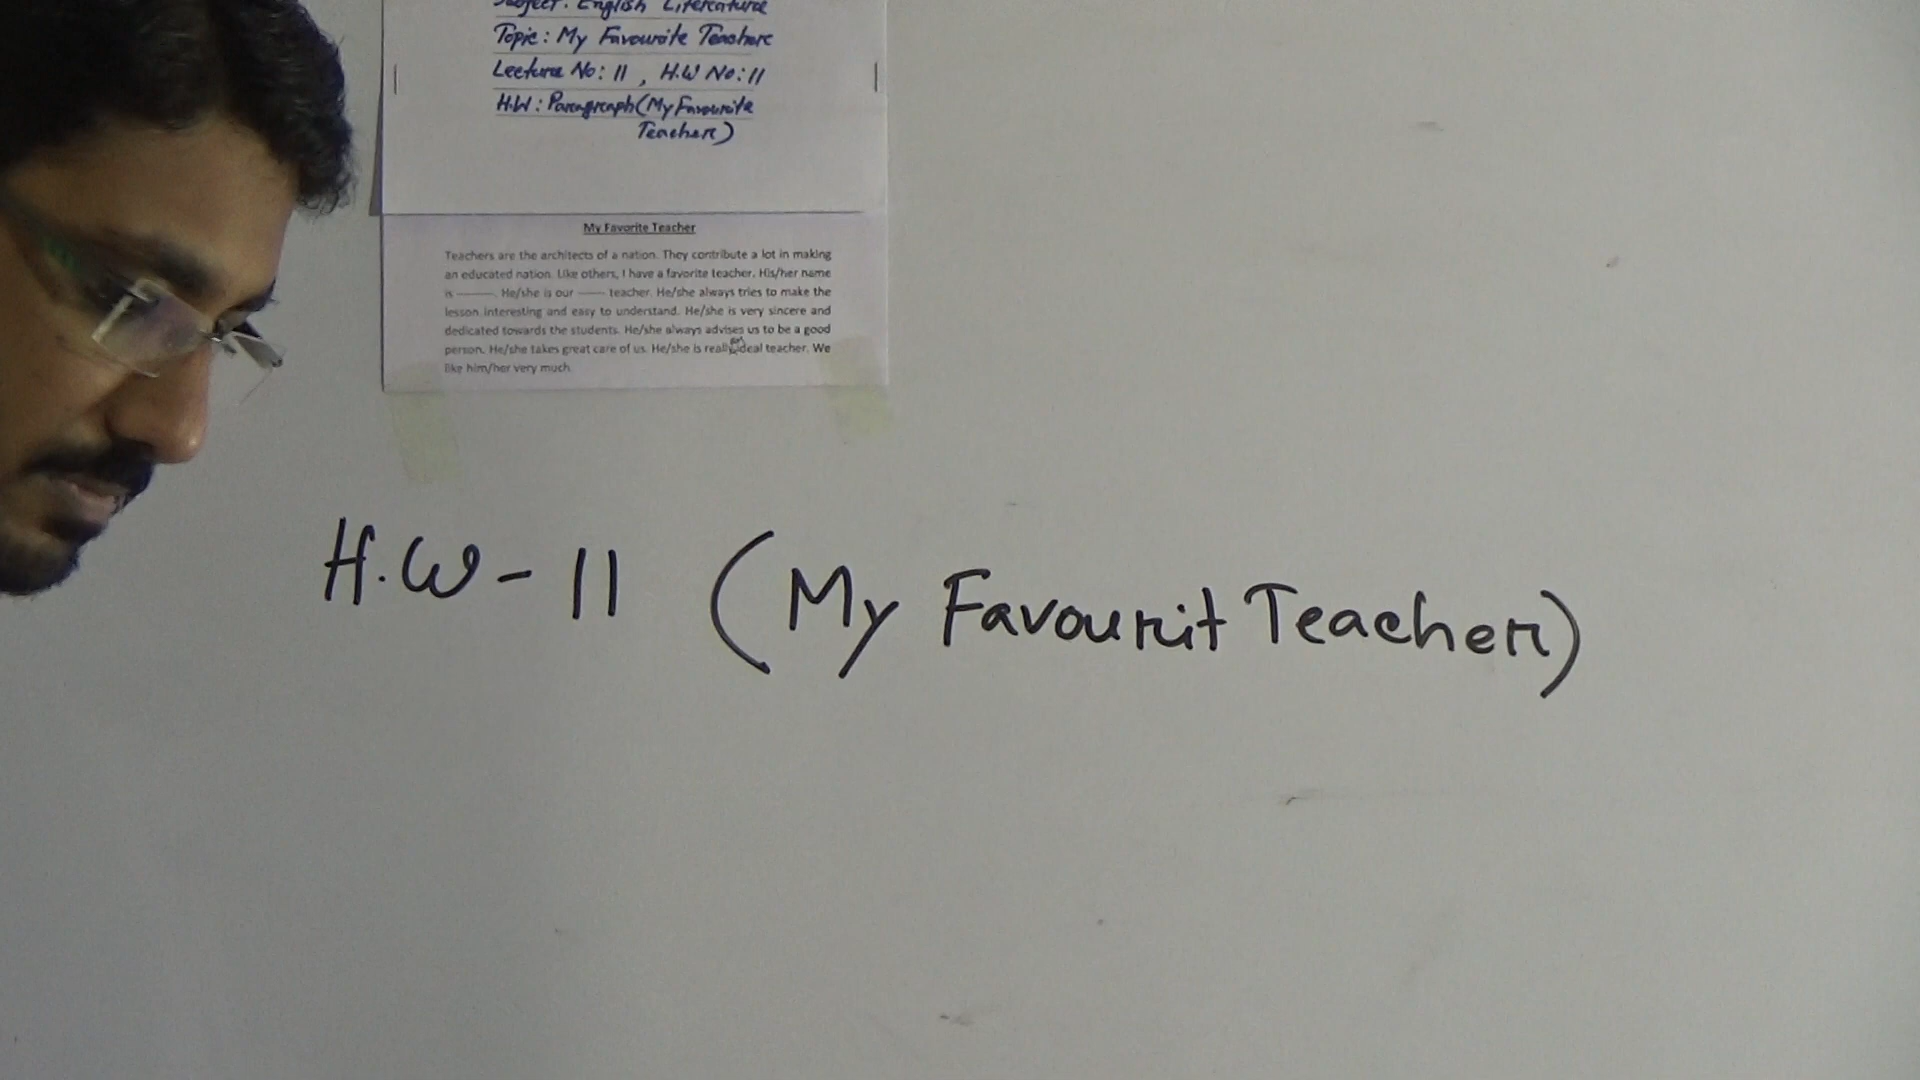 Subject: English Literature
Topic: My Favourite Teacher
Lecture No: 11 , H.W No: 11
H.W: Paragraph (My Favourite
Teacher)
My Favorite Teacher
Teachers are the architects of a nation. They contribute a lot in making
an educated nation. Like others, I have a favorite teacher. His/her name
is ———. He/she is our —— teacher. He/she always tries to make the
lesson interesting and easy to understand. He/she is very sincere and
dedicated towards the students. He/she always advises us to be a good
person. He/she takes great care of us. He/she is really an ideal teacher. We
like him/her very much.
H.W - 11 (My Favourit Teacher)